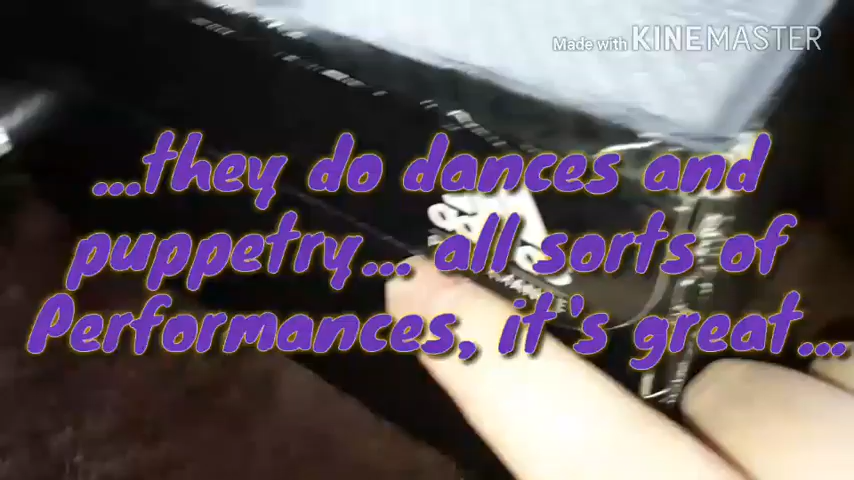 Made with KINEMASTER
...they do dances and
puppetry... all sorts of
Performances, it's great...